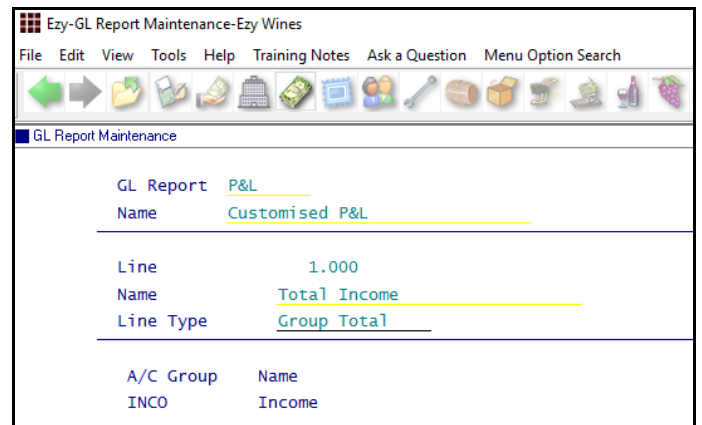 Ezy-GL Report Maintenance-Ezy Wines
File Edit View Tools Help Training Notes Ask a Question Menu Option Search
GL Report Maintenance
GL Report P&L
Name Customised P&L
Line 1.000
Name Total Income
Line Type Group Total
A/C Group Name
INCO Income